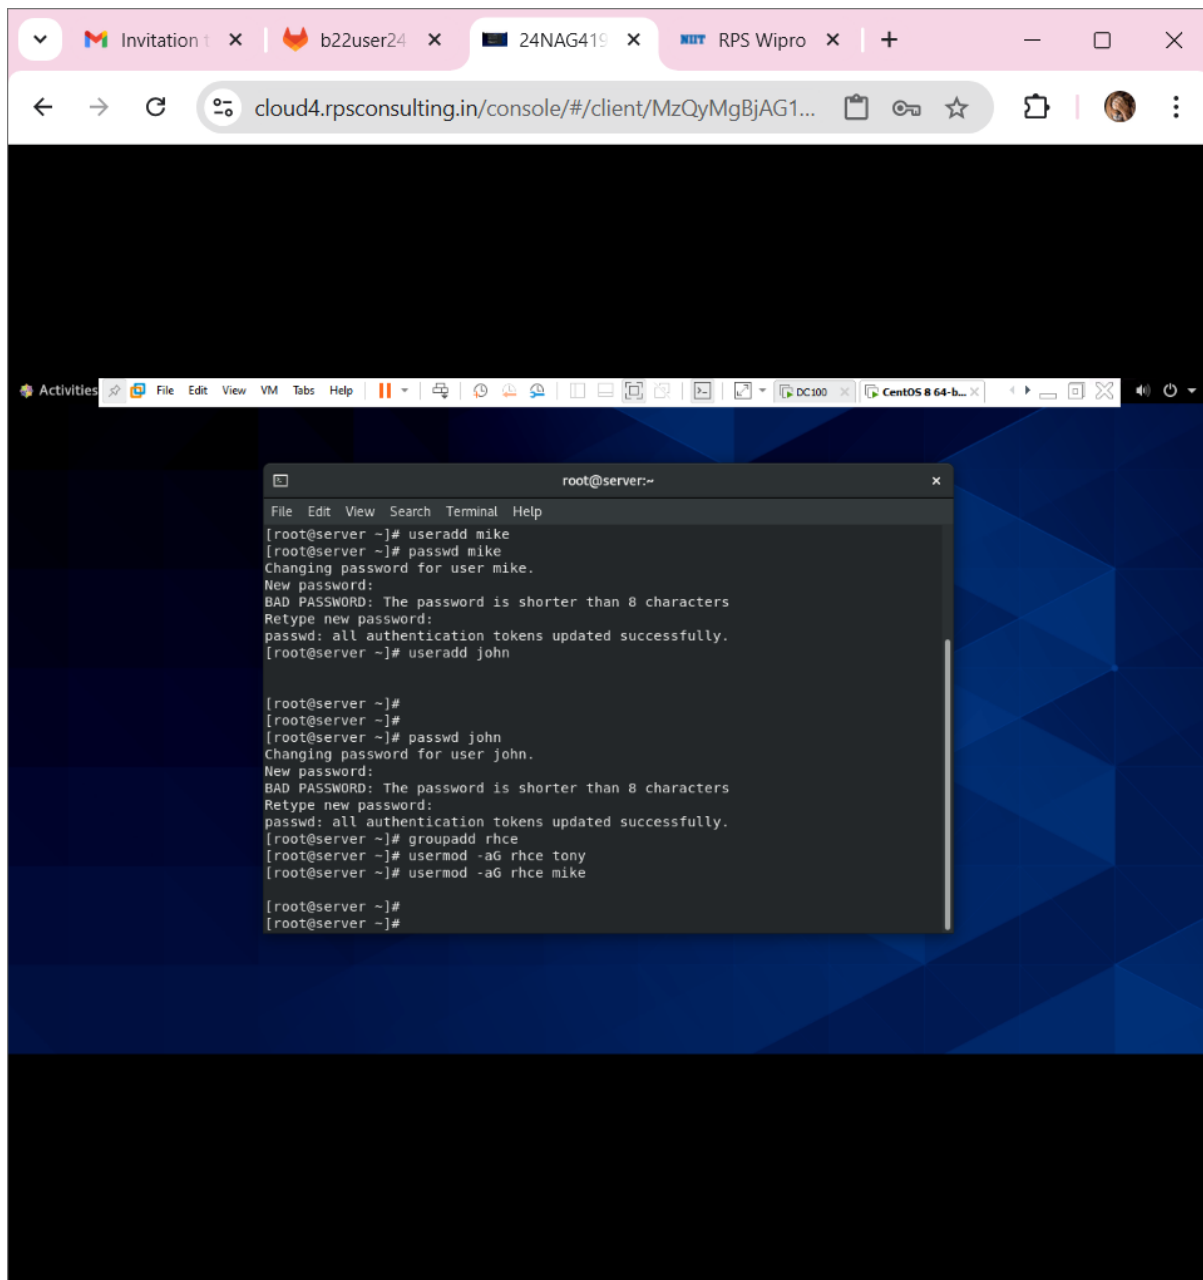 Invitation t
b22user24
24NAG419
NIIT RPS Wipro
cloud4.rpsconsulting.in/console/#/client/MzQyMgBjAG1...
Activities File Edit View VM Tabs Help DC100 CentOS 8 64-b...
root@server:~
File Edit View Search Terminal Help
[root@server ~]# useradd mike
[root@server ~]# passwd mike
Changing password for user mike.
New password:
BAD PASSWORD: The password is shorter than 8 characters
Retype new password:
passwd: all authentication tokens updated successfully.
[root@server ~]# useradd john
[root@server ~]#
[root@server ~]#
[root@server ~]# passwd john
Changing password for user john.
New password:
BAD PASSWORD: The password is shorter than 8 characters
Retype new password:
passwd: all authentication tokens updated successfully.
[root@server ~]# groupadd rhce
[root@server ~]# usermod -aG rhce tony
[root@server ~]# usermod -aG rhce mike
[root@server ~]#
[root@server ~]#